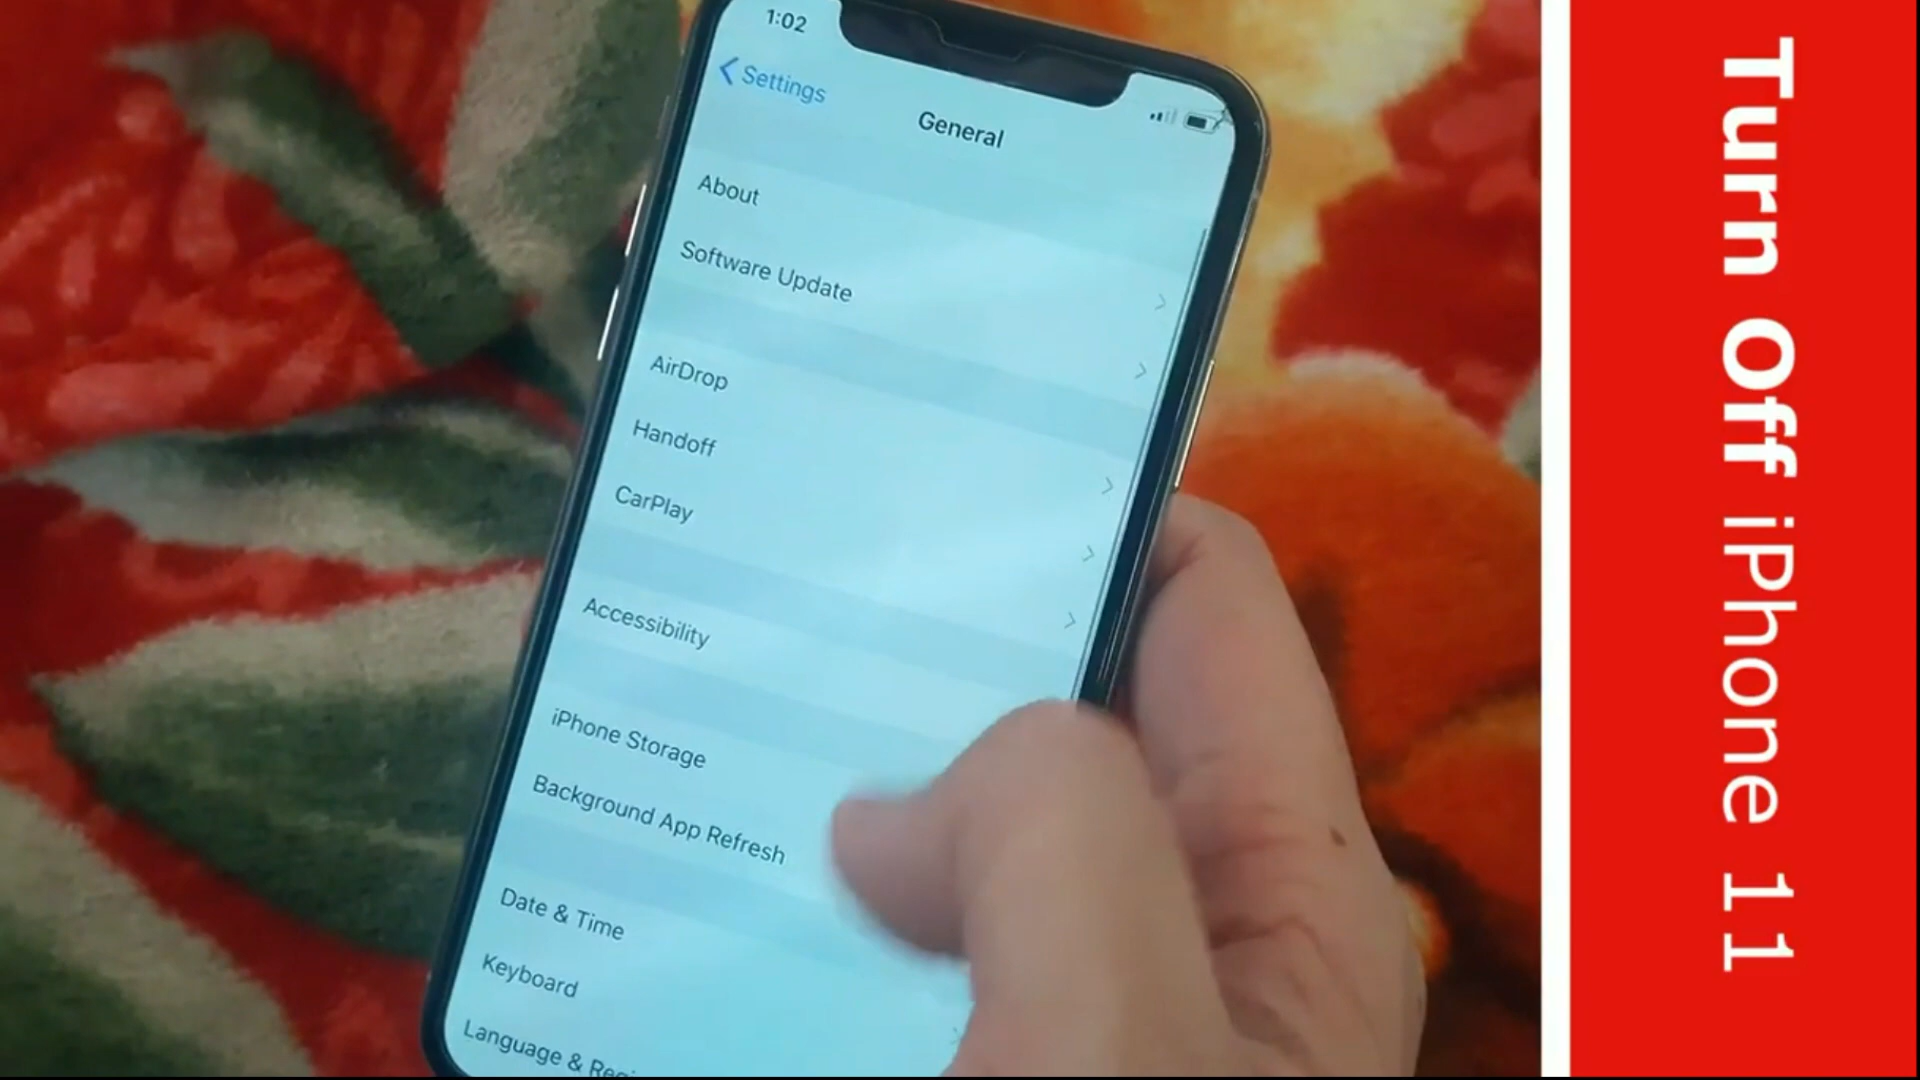 1:02
Settings
General
About
Software Update
AirDrop
Handoff
CarPlay
Accessibility
iPhone Storage
Background App Refresh
Date & Time
Keyboard
Language &
Turn Off iPhone 11